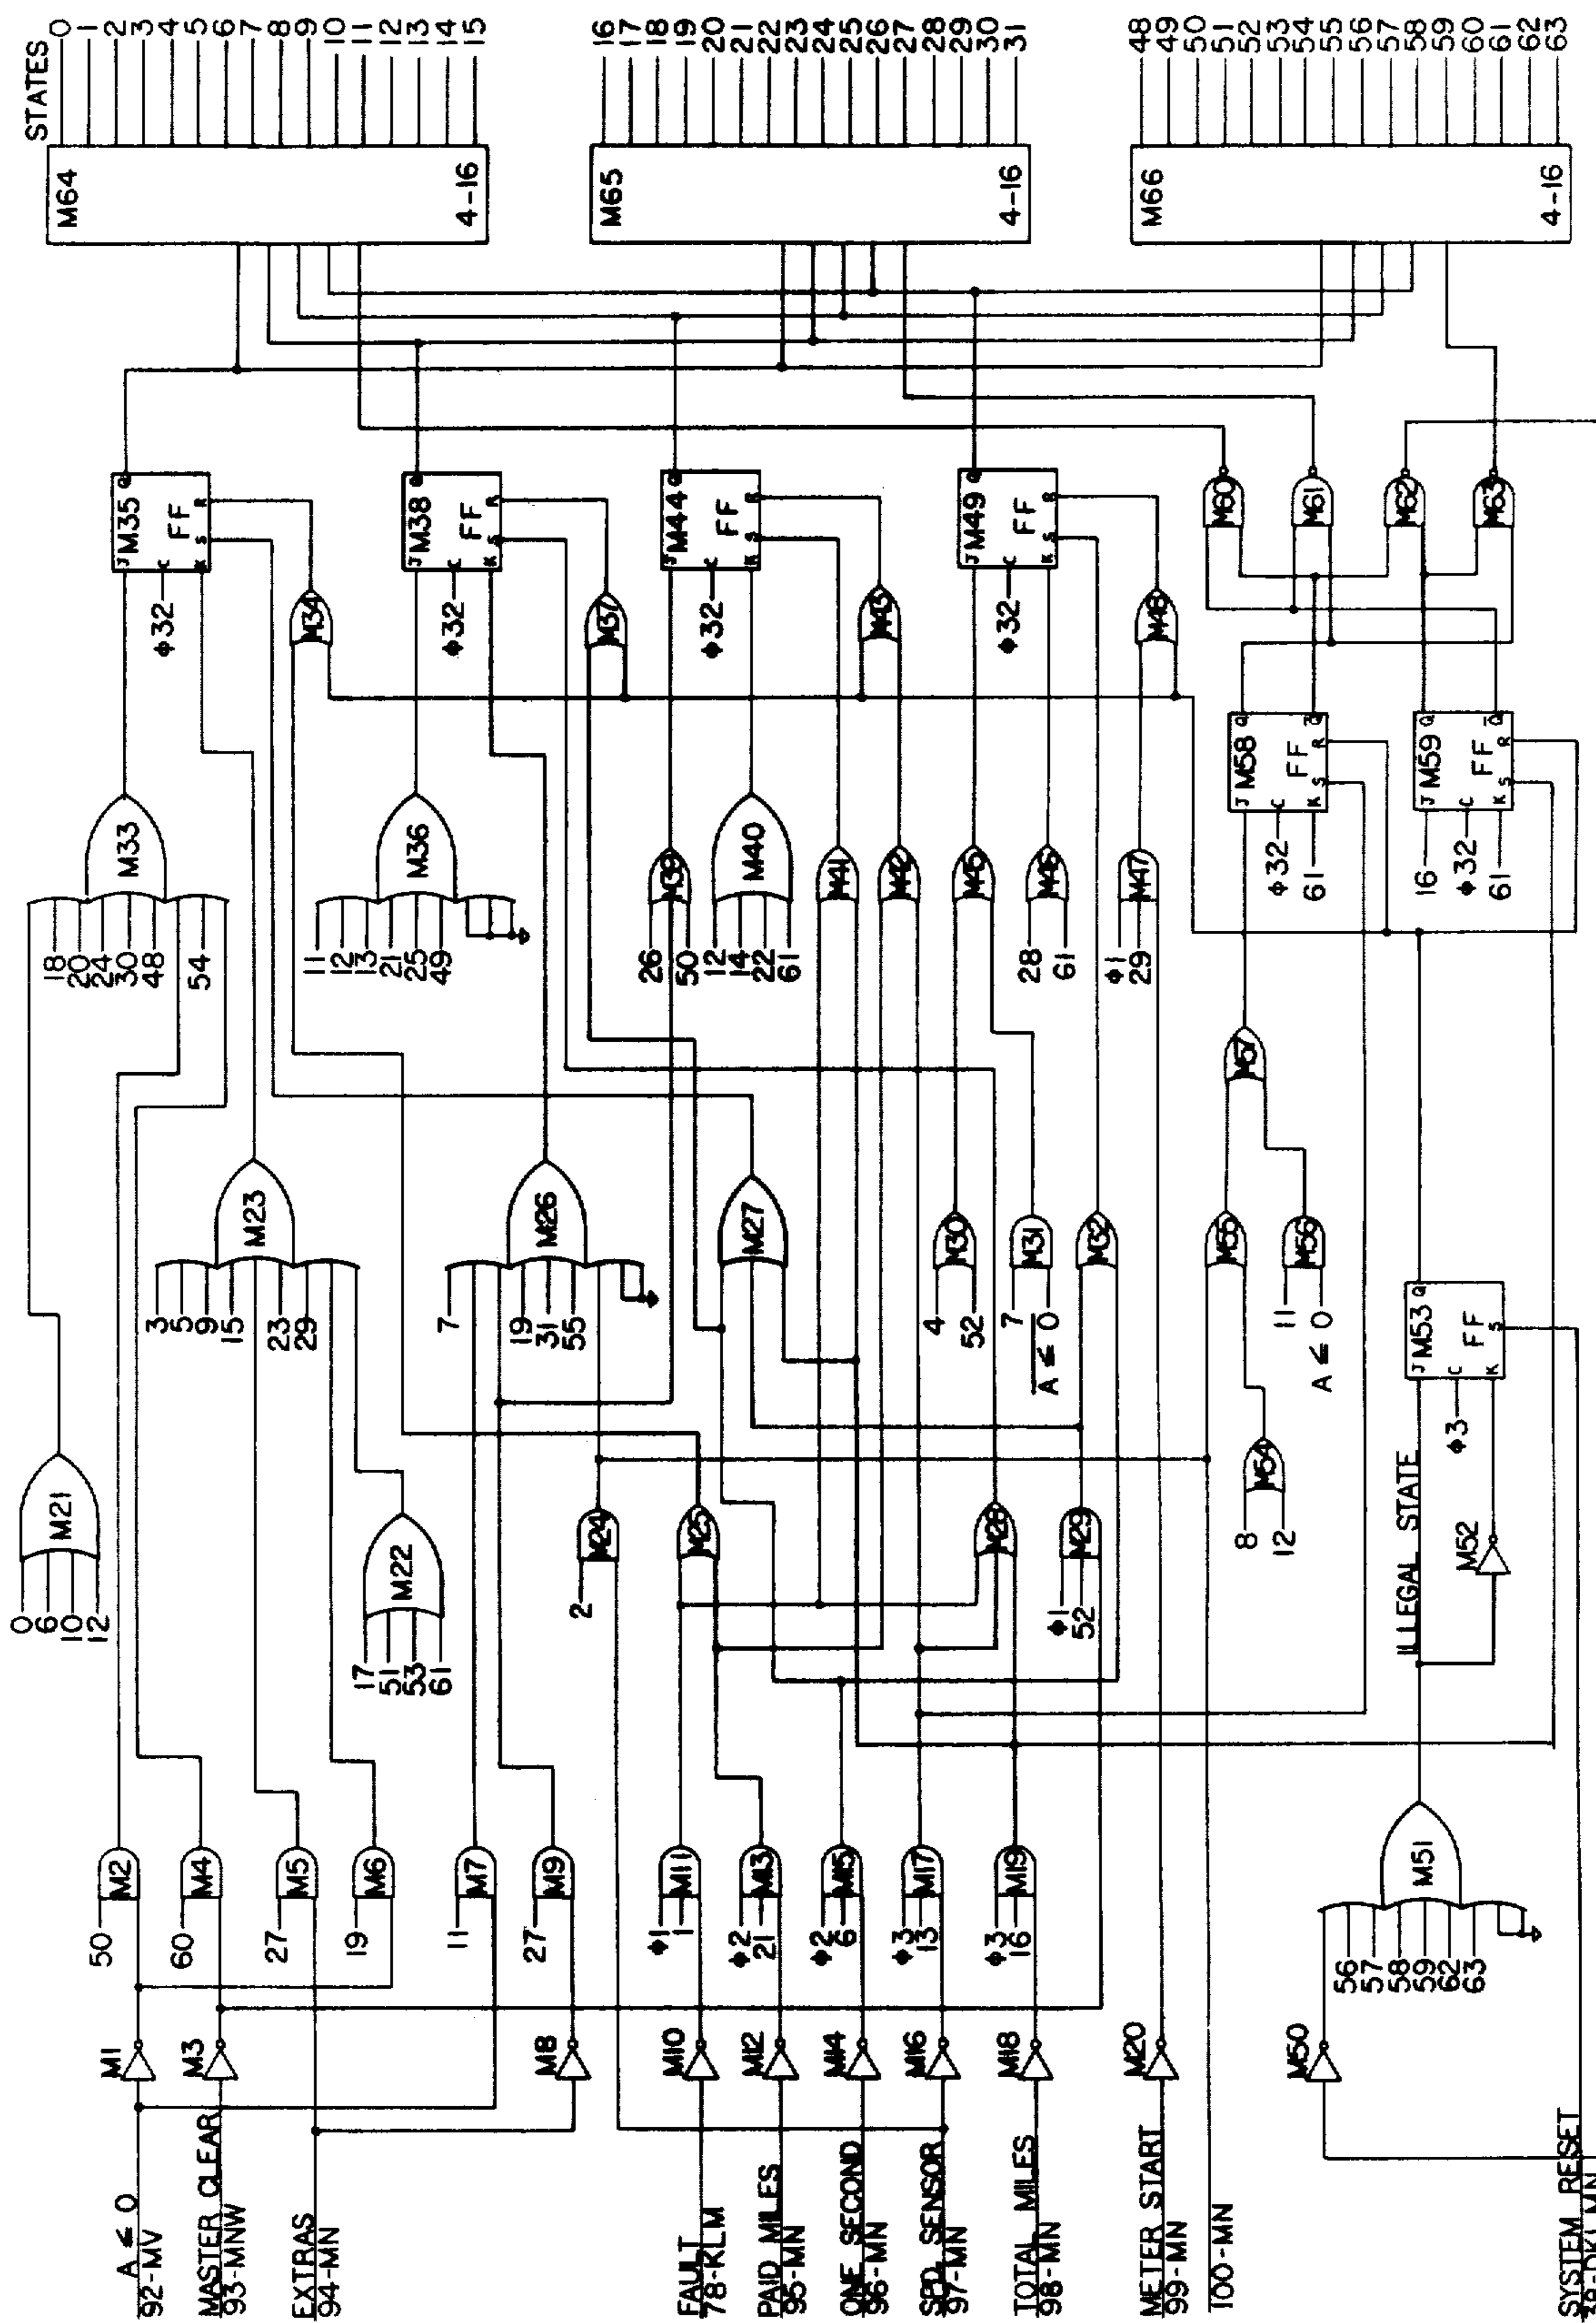 STATES
0
1
2
3
4
5
6
7
8
9
10
11
12
13
14
15
M64
4-16
16
17
18
19
20
21
22
23
24
25
26
27
28
29
30
31
M65
4-16
48
49
50
51
52
53
54
55
56
57
58
59
60
61
62
63
M66
4-16
J
M35
Q
C
FF
K
S
R
ϕ32
M34
J
M38
Q
C
FF
K
S
R
ϕ32
M37
J
M44
Q
C
FF
K
S
R
ϕ32
M43
J
M49
Q
C
FF
K
S
R
ϕ32
M48
M60
M61
M62
M63
J
M58
Q
C
FF
Q̅
K
S
R
ϕ32
61
J
M59
Q
C
FF
Q̅
K
S
R
16
ϕ32
61
M33
18
20
24
30
48
54
M36
11
12
13
21
25
49
M39
26
50
M40
12
14
22
61
M41
M42
M45
M46
28
61
M47
ϕ1
29
M57
M23
3
5
9
15
23
29
M26
7
19
31
55
M27
M30
4
52
M31
7
A ≤ 0
M32
M55
M56
11
A ≤ 0
J
M53
Q
C
FF
K
S
ϕ3
M21
0
6
10
12
M22
17
51
53
61
M24
2
M25
M28
M29
ϕ1
52
M54
8
12
M52
ILLEGAL STATE
M2
50
M4
60
M5
27
M6
19
M7
11
M9
27
M11
ϕ1
1
M13
ϕ2
21
M15
ϕ2
6
M17
ϕ3
13
M19
ϕ3
16
M51
56
57
58
59
62
63
M1
M3
M8
M10
M12
M14
M16
M18
M20
M50
A ≤ 0
92-MV
MASTER CLEAR
93-MNW
EXTRAS
94-MN
FAULT
78-KLM
PAID MILES
95-MN
ONE SECOND
96-MN
SPD. SENSOR
97-MN
TOTAL MILES
98-MN
METER START
99-MN
100-MN
SYSTEM RESET